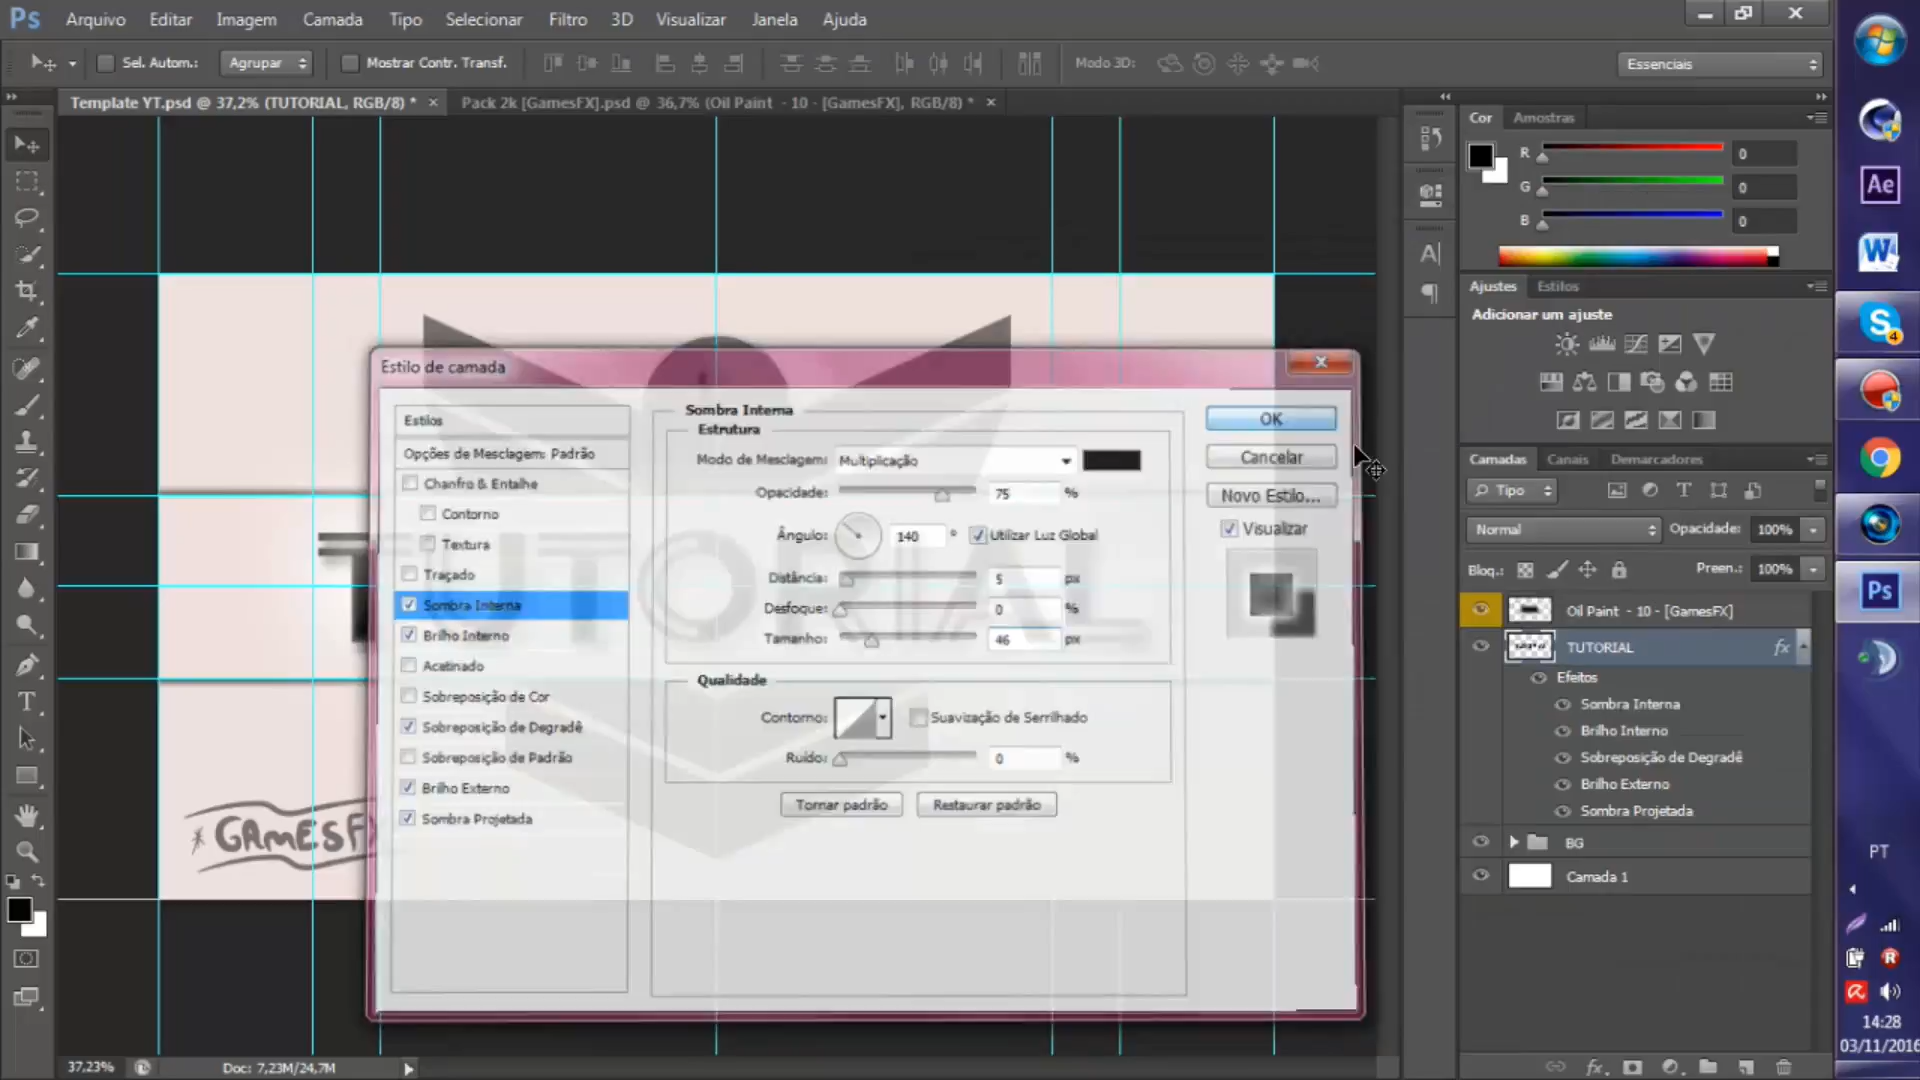 Ps Arquivo Editar Imagem Camada Tipo Selecionar Filtro 3D Visualizar Janela Ajuda
Sel. Autom.: Agrupar Mostrar Contr. Transf. Modo 3D: Essenciais
Template YT.psd @ 37,2% (TUTORIAL, RGB/8) * × Pack 2k [GamesFX].psd @ 36,7% (Oil Paint - 10 - [GamesFX], RGB/8) * ×
Cor Amostras
R 0
G 0
B 0
Ajustes Estilos
Adicionar um ajuste
Camadas Canais Demarcadores
Tipo
Normal Opacidade: 100%
Bloq.: Preen.: 100%
Oil Paint - 10 - [GamesFX]
TUTORIAL fx
Efeitos
Sombra Interna
Brilho Interno
Sobreposição de Degradê
Brilho Externo
Sombra Projetada
BG
Camada 1
Estilo de camada
Estilos
Opções de Mesclagem: Padrão
Chanfro & Entalhe
Contorno
Textura
Traçado
Sombra Interna
Brilho Interno
Acetinado
Sobreposição de Cor
Sobreposição de Degradê
Sobreposição de Padrão
Brilho Externo
Sombra Projetada
Sombra Interna
Estrutura
Modo de Mesclagem: Multiplicação
Opacidade: 75 %
Ângulo: 140 ° Utilizar Luz Global
Distância: 5 px
Desfoque: 0 %
Tamanho: 46 px
Qualidade
Contorno: Suavização de Serrilhado
Ruído: 0 %
Tornar padrão Restaurar padrão
OK
Cancelar
Novo Estilo...
Visualizar
TUTORIAL
GAMESF
37,23% Doc: 7,23M/24,7M
Ae
W
S
4
Ps
PT
R
14:28
03/11/2016